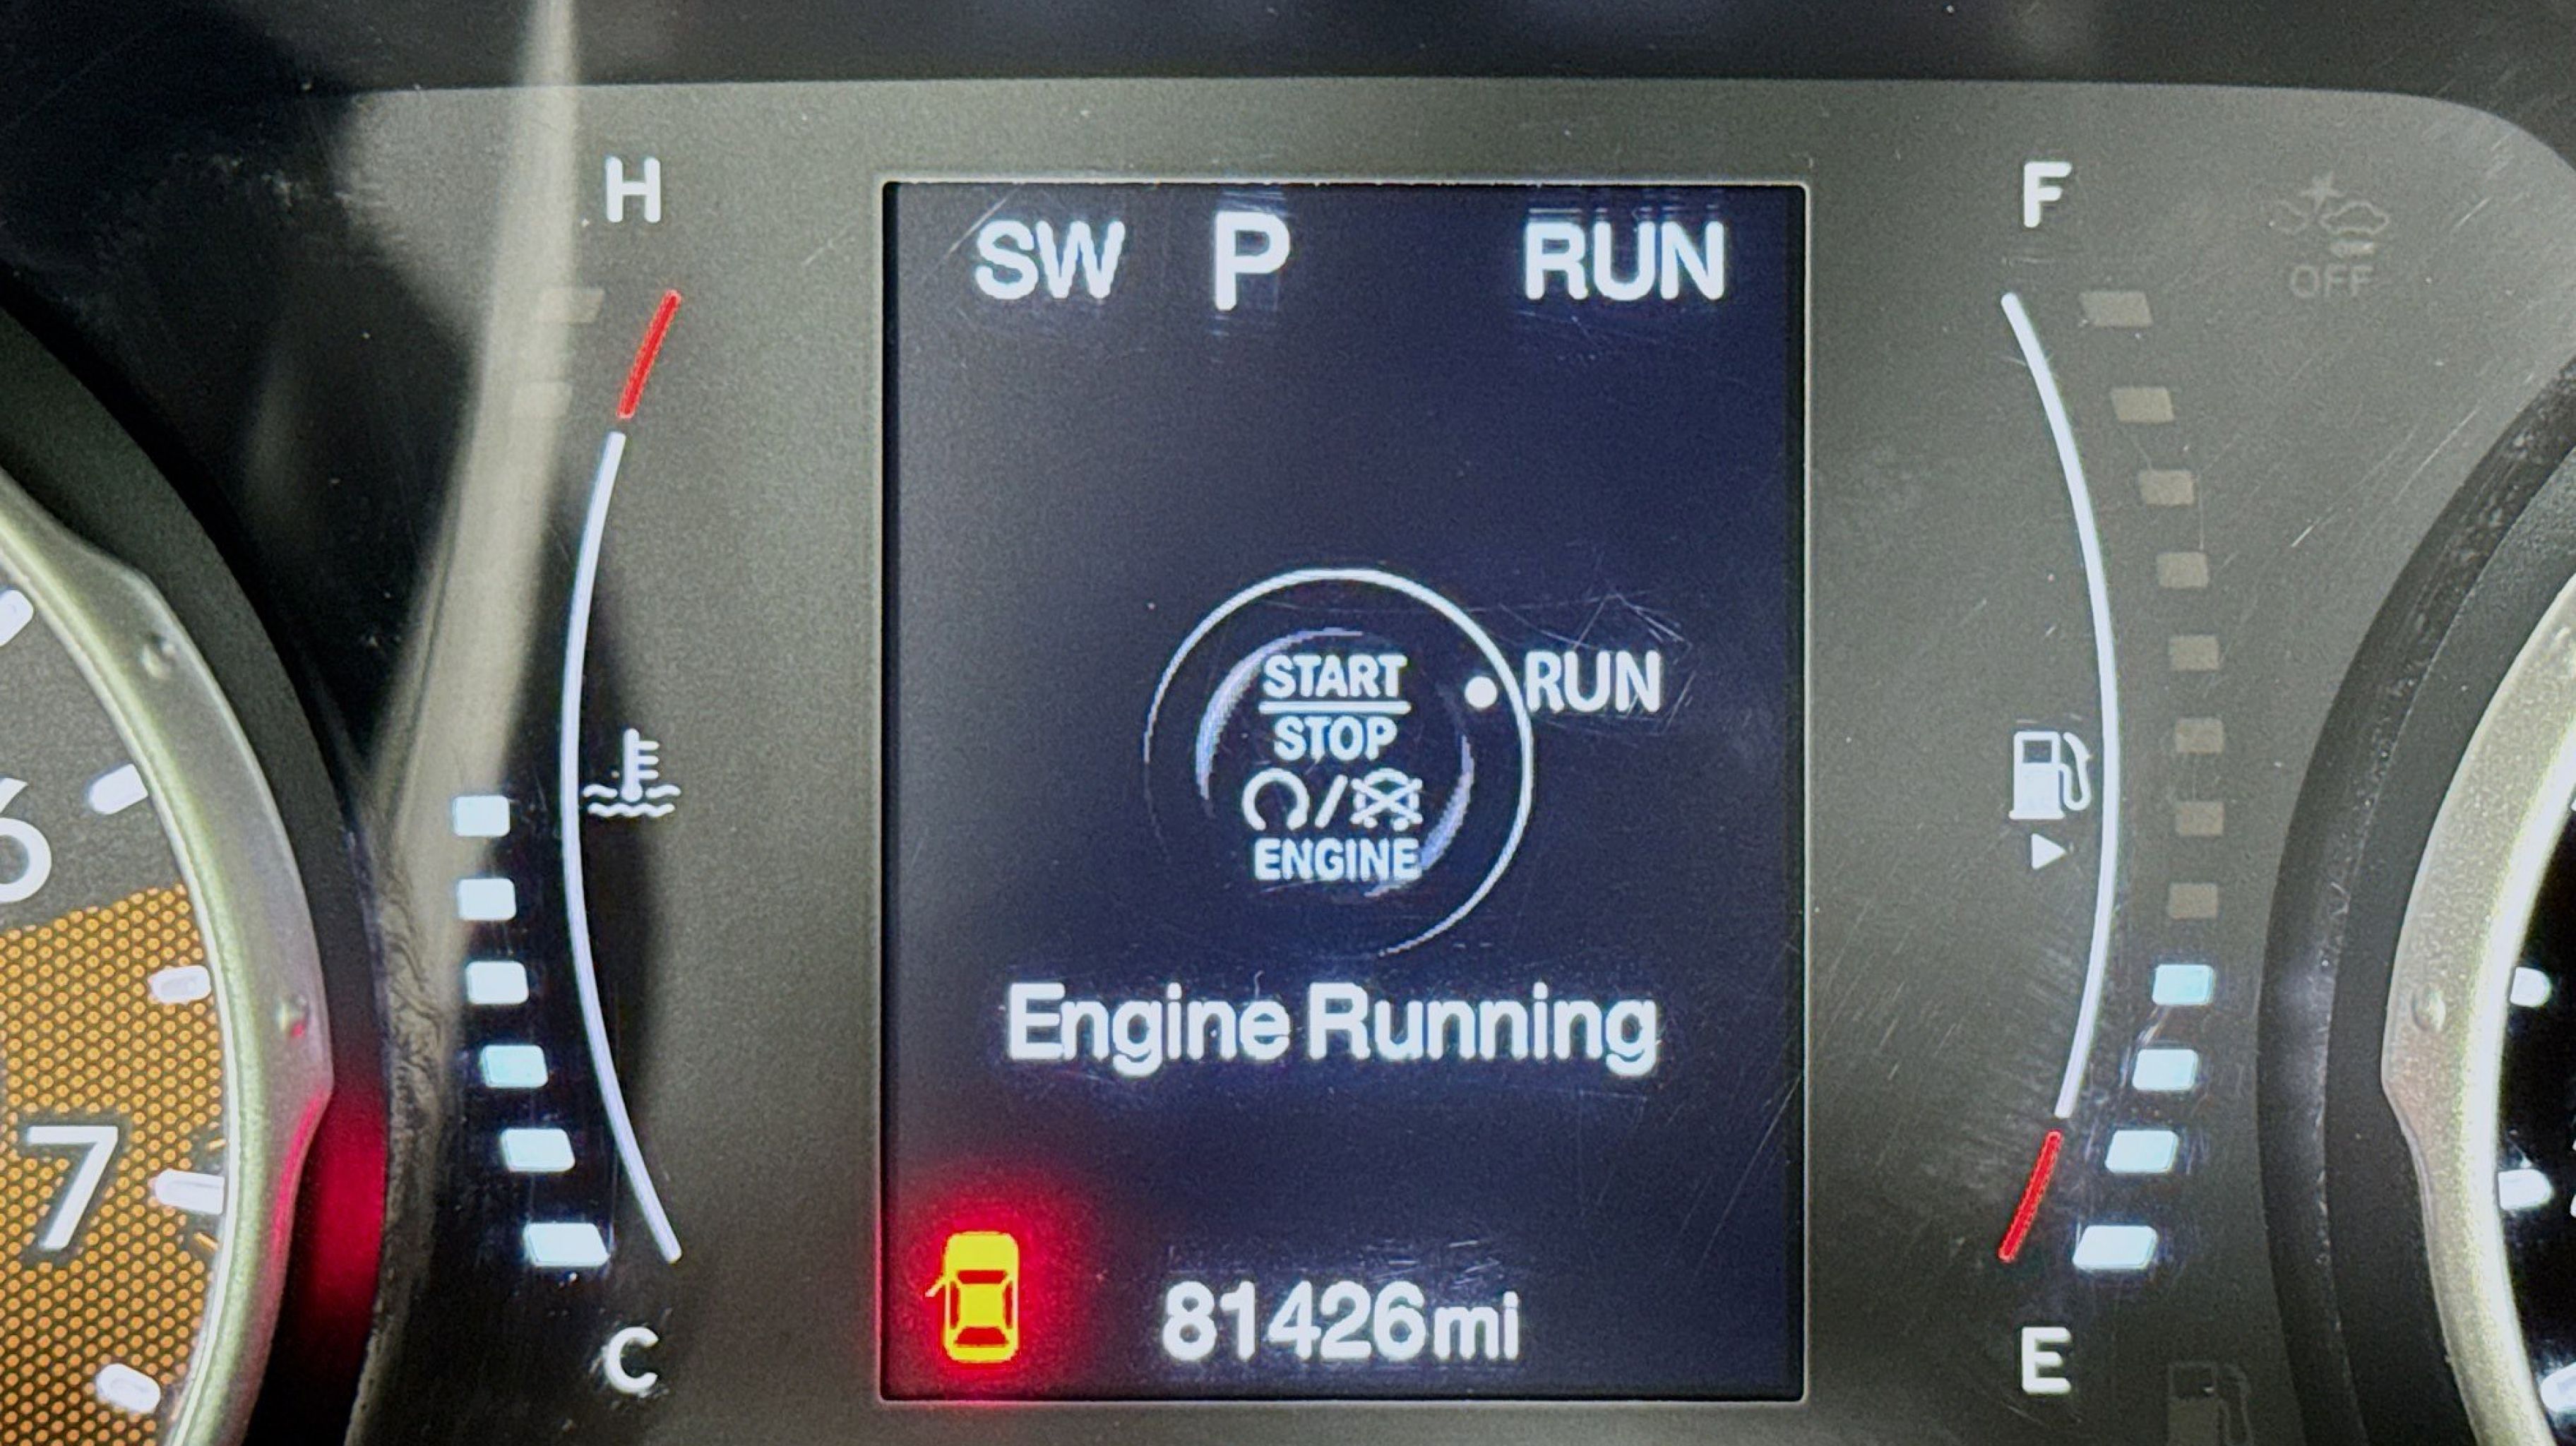 H
F
SW P RUN
OFF
START
RUN
STOP
ENGINE
6
Engine Running
7
81426mi
C
E